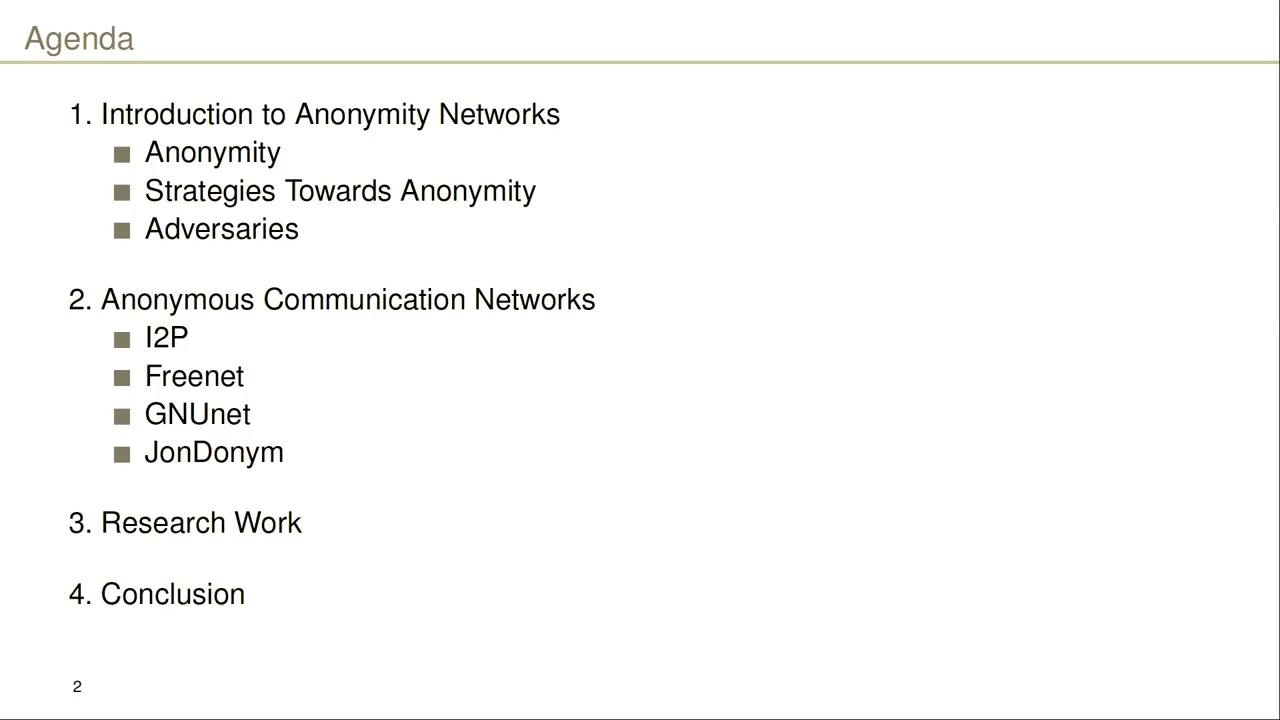 Agenda
1. Introduction to Anonymity Networks
Anonymity
Strategies Towards Anonymity
Adversaries
2. Anonymous Communication Networks
I2P
Freenet
GNUnet
JonDonym
3. Research Work
4. Conclusion
2